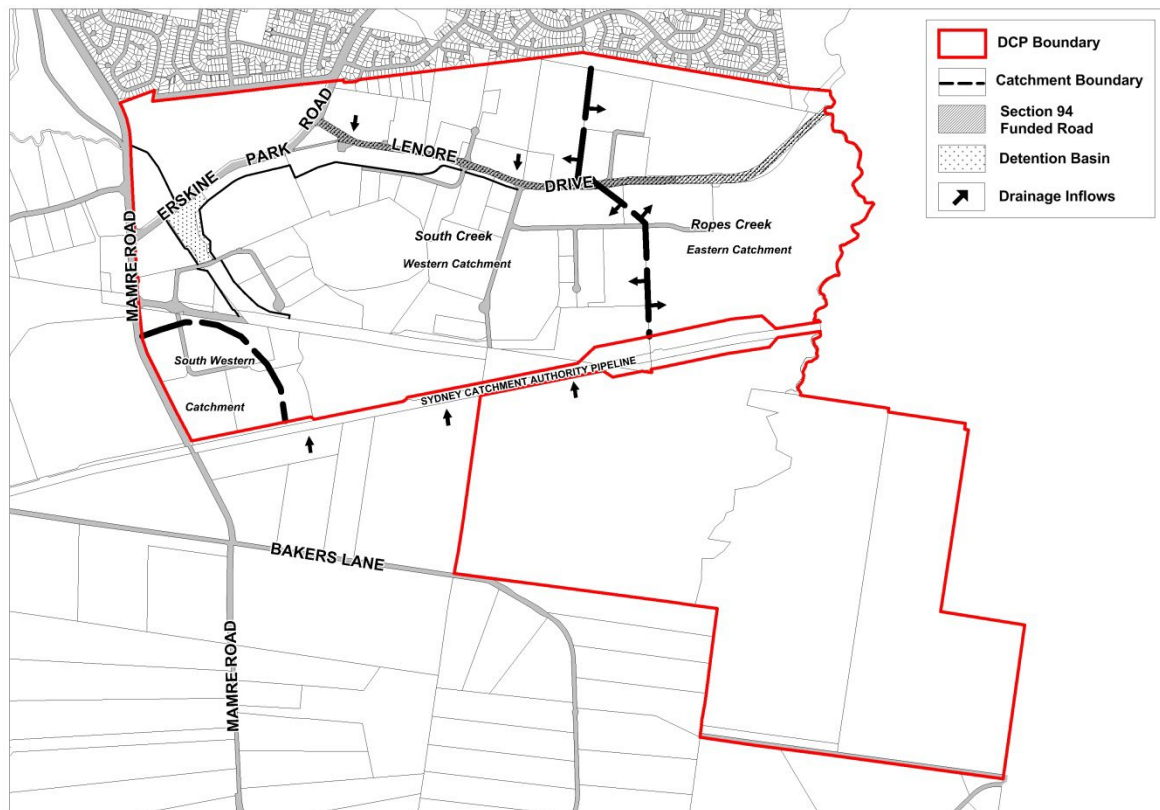 DCP Boundary
Catchment Boundary
Section 94
Funded Road
Detention Basin
Drainage Inflows
ERSKINE PARK ROAD
LENORE DRIVE
MAMRE ROAD
South Creek
Western Catchment
Ropes Creek
Eastern Catchment
South Western
Catchment
SYDNEY CATCHMENT AUTHORITY PIPELINE
BAKERS LANE
MAMRE ROAD